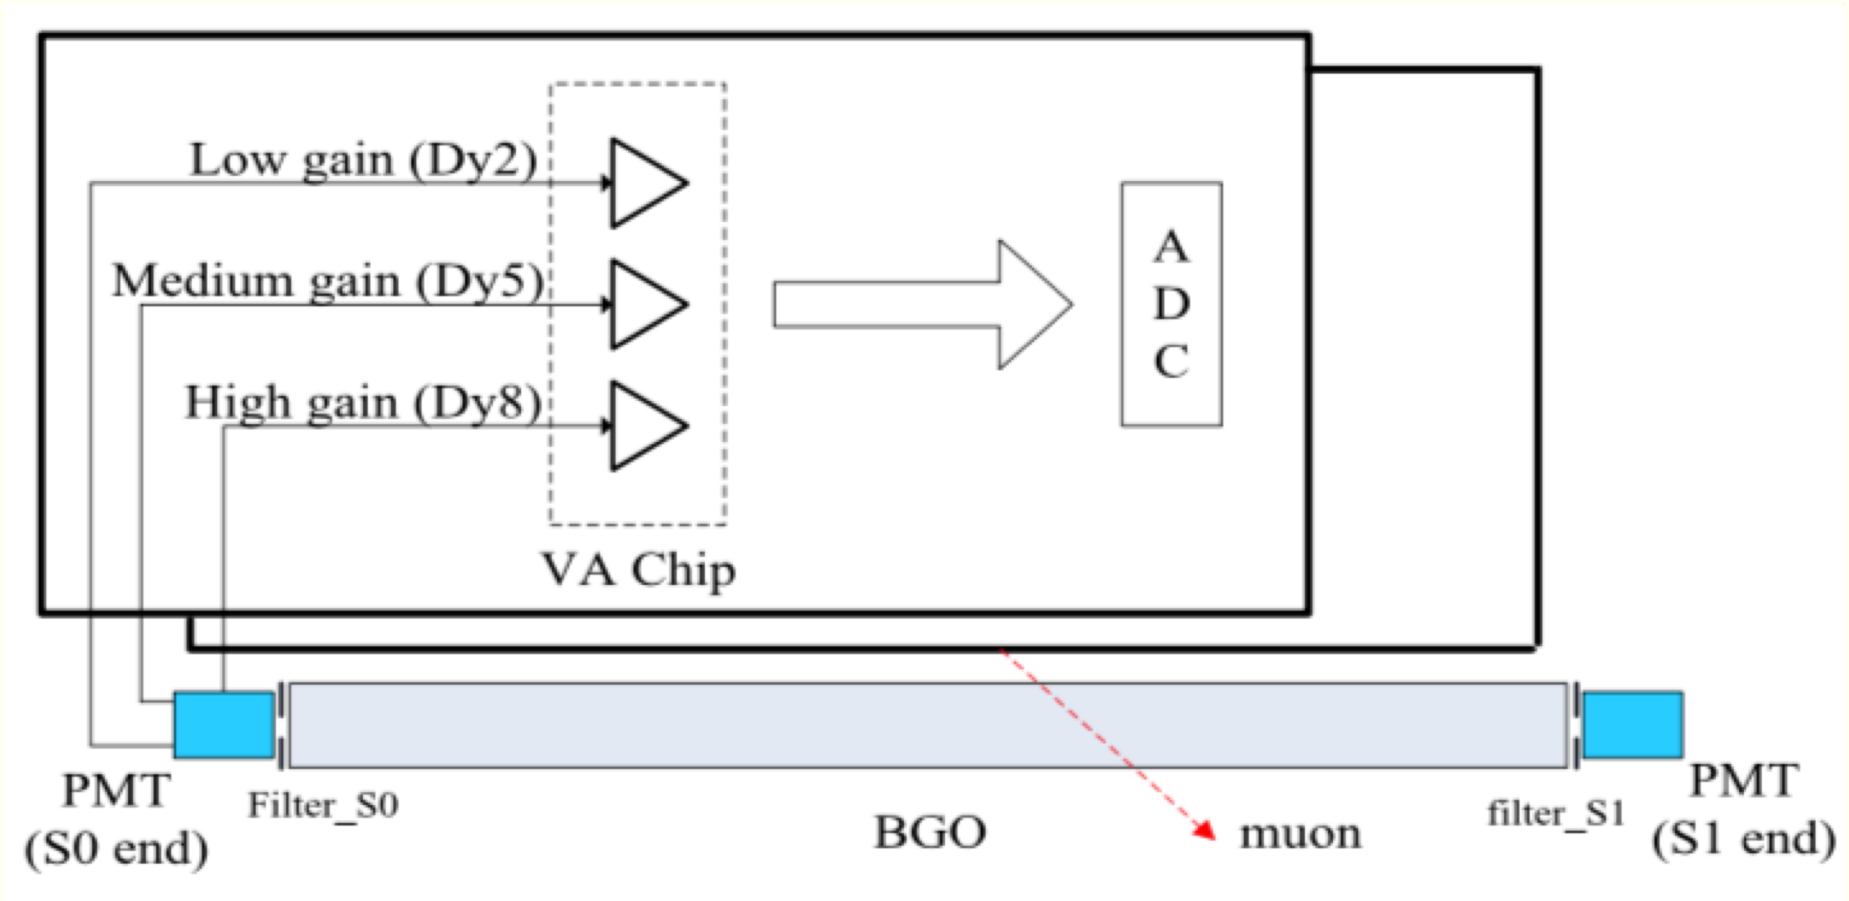 Low gain (Dy2)
Medium gain (Dy5)
High gain (Dy8)
A
D
C
VA Chip
PMT
(S0 end)
Filter_S0
BGO
muon
filter_S1
PMT
(S1 end)